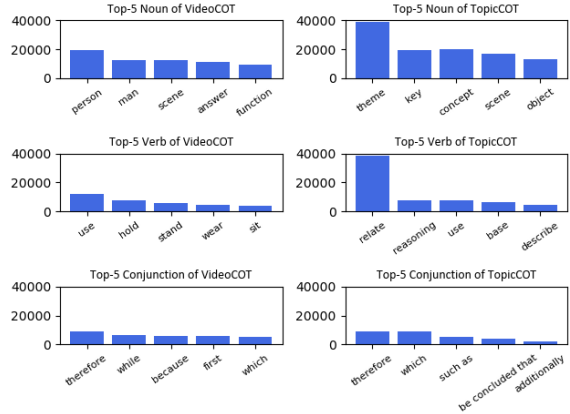 Top-5 Noun of VideoCOT
40000
20000
0
person
man
scene
answer
function
Top-5 Noun of TopicCOT
40000
20000
0
theme
key
concept
scene
object
Top-5 Verb of VideoCOT
40000
20000
0
use
hold
stand
wear
sit
Top-5 Verb of TopicCOT
40000
20000
0
relate
reasoning
use
base
describe
Top-5 Conjunction of VideoCOT
40000
20000
0
therefore
while
because
first
which
Top-5 Conjunction of TopicCOT
40000
20000
0
therefore
which
such as
be concluded that
additionally